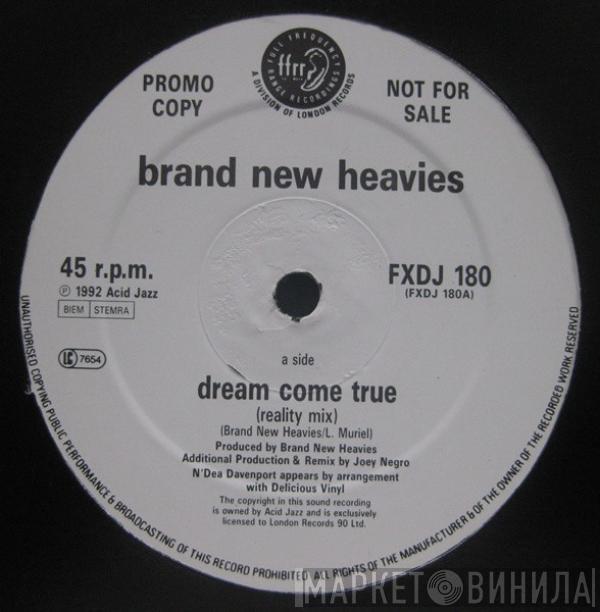 FULL FREQUENCY
ffrr
RANGE RECORDINGS
A DIVISION OF LONDON RECORDS
PROMO
COPY
NOT FOR
SALE
brand new heavies
45 r.p.m.
℗ 1992 Acid Jazz
BIEM STEMRA
FXDJ 180
(FXDJ 180A)
LC 7654
a side
dream come true
(reality mix)
(Brand New Heavies/L. Muriel)
Produced by Brand New Heavies
Additional Production & Remix by Joey Negro
N'Dea Davenport appears by arrangement
with Delicious Vinyl
The copyright in this sound recording
is owned by Acid Jazz and is exclusively
licensed to London Records 90 Ltd.
UNAUTHORISED COPYING PUBLIC PERFORMANCE & BROADCASTING OF THIS RECORD PROHIBITED ALL RIGHTS OF THE MANUFACTURER & OF THE OWNER OF THE RECORDED WORK RESERVED
МАРКЕТ ВИНИЛА